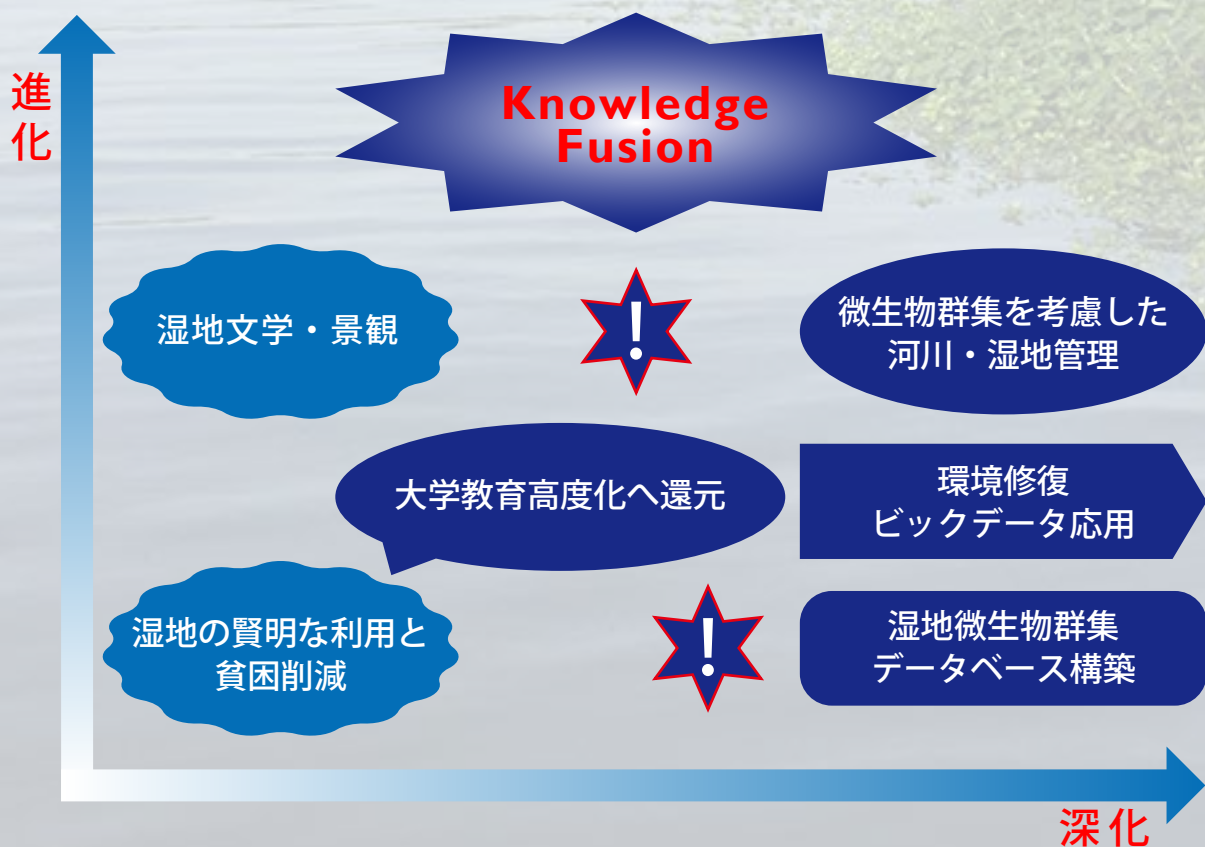 進
化
Knowledge
Fusion
湿地文学・景観
!
微生物群集を考慮した
河川・湿地管理
大学教育高度化へ還元
環境修復
ビックデータ応用
湿地の賢明な利用と
貧困削減
!
湿地微生物群集
データベース構築
深化